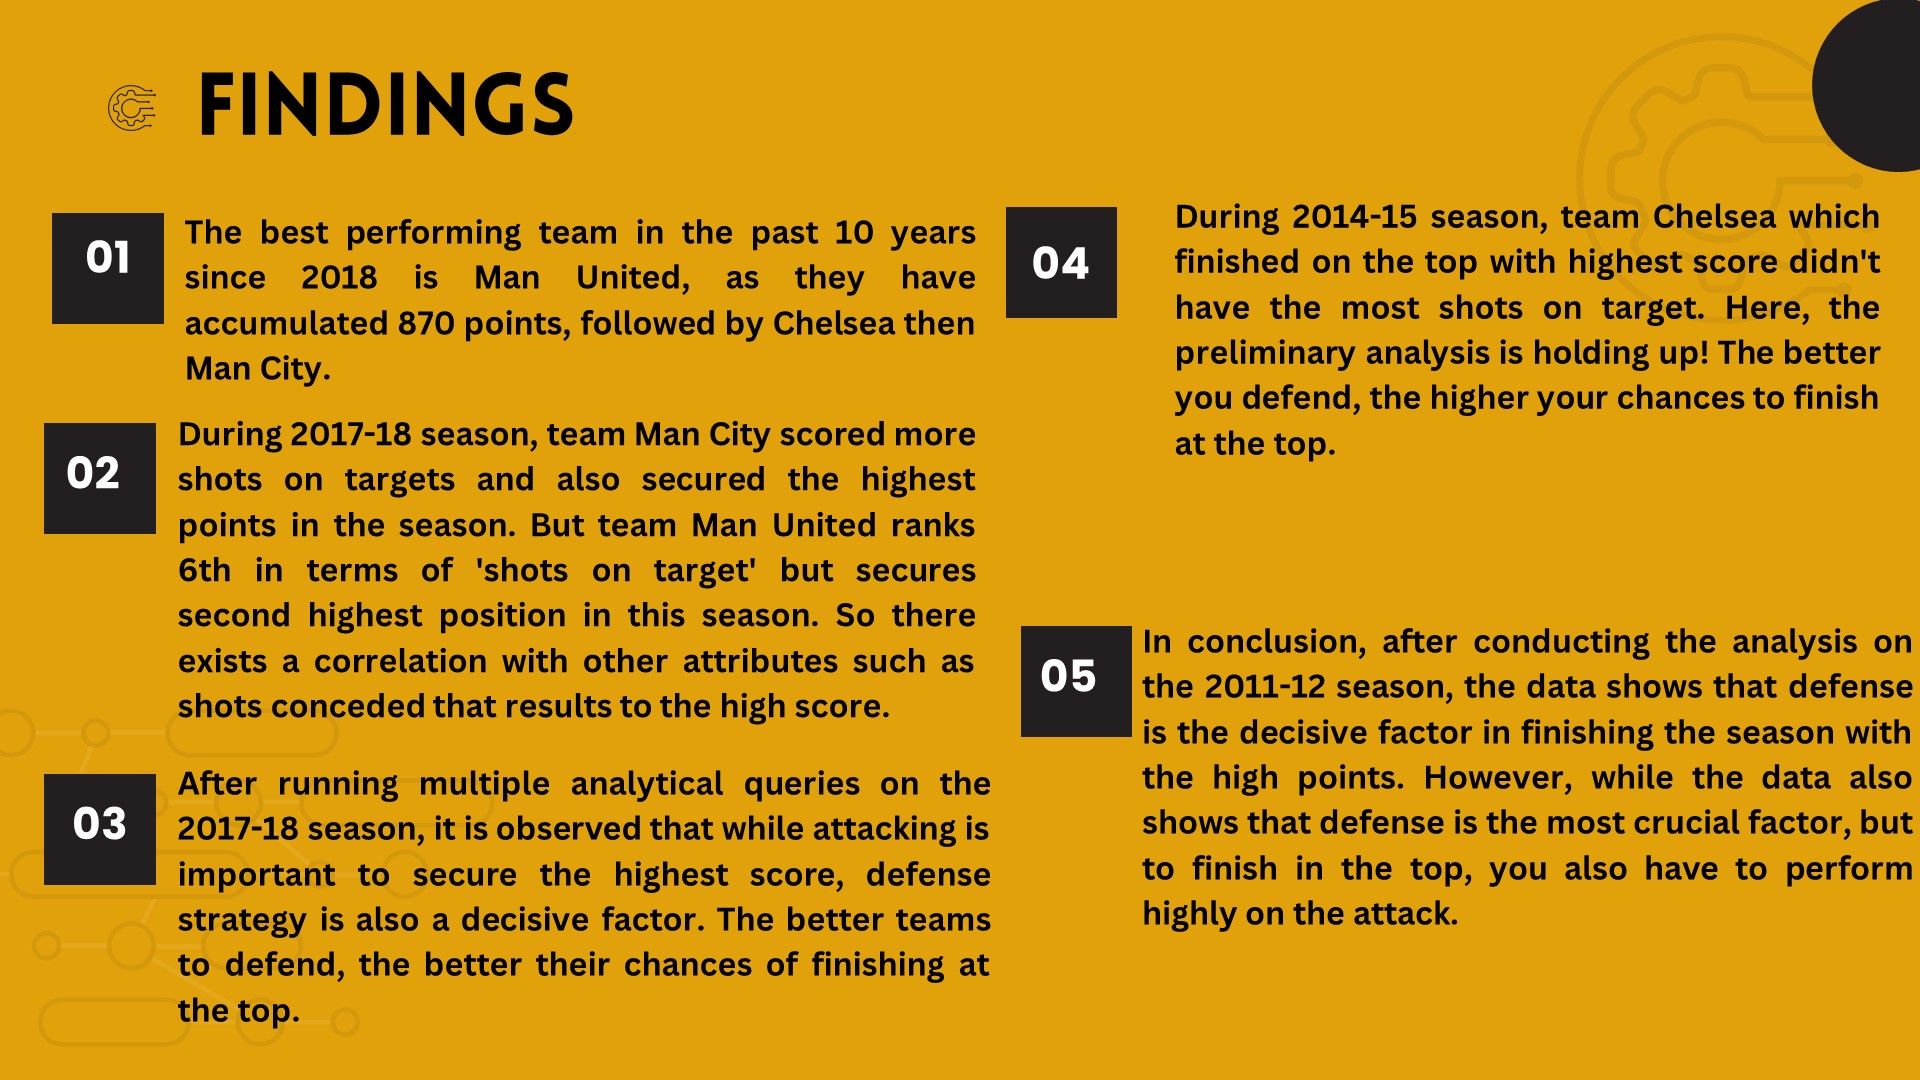 FINDINGS
01
The best performing team in the past 10 years
since 2018 is Man United, as they have
accumulated 870 points, followed by Chelsea then
Man City.
02
During 2017-18 season, team Man City scored more
shots on targets and also secured the highest
points in the season. But team Man United ranks
6th in terms of 'shots on target' but secures
second highest position in this season. So there
exists a correlation with other attributes such as
shots conceded that results to the high score.
03
After running multiple analytical queries on the
2017-18 season, it is observed that while attacking is
important to secure the highest score, defense
strategy is also a decisive factor. The better teams
to defend, the better their chances of finishing at
the top.
04
During 2014-15 season, team Chelsea which
finished on the top with highest score didn't
have the most shots on target. Here, the
preliminary analysis is holding up! The better
you defend, the higher your chances to finish
at the top.
05
In conclusion, after conducting the analysis on
the 2011-12 season, the data shows that defense
is the decisive factor in finishing the season with
the high points. However, while the data also
shows that defense is the most crucial factor, but
to finish in the top, you also have to perform
highly on the attack.